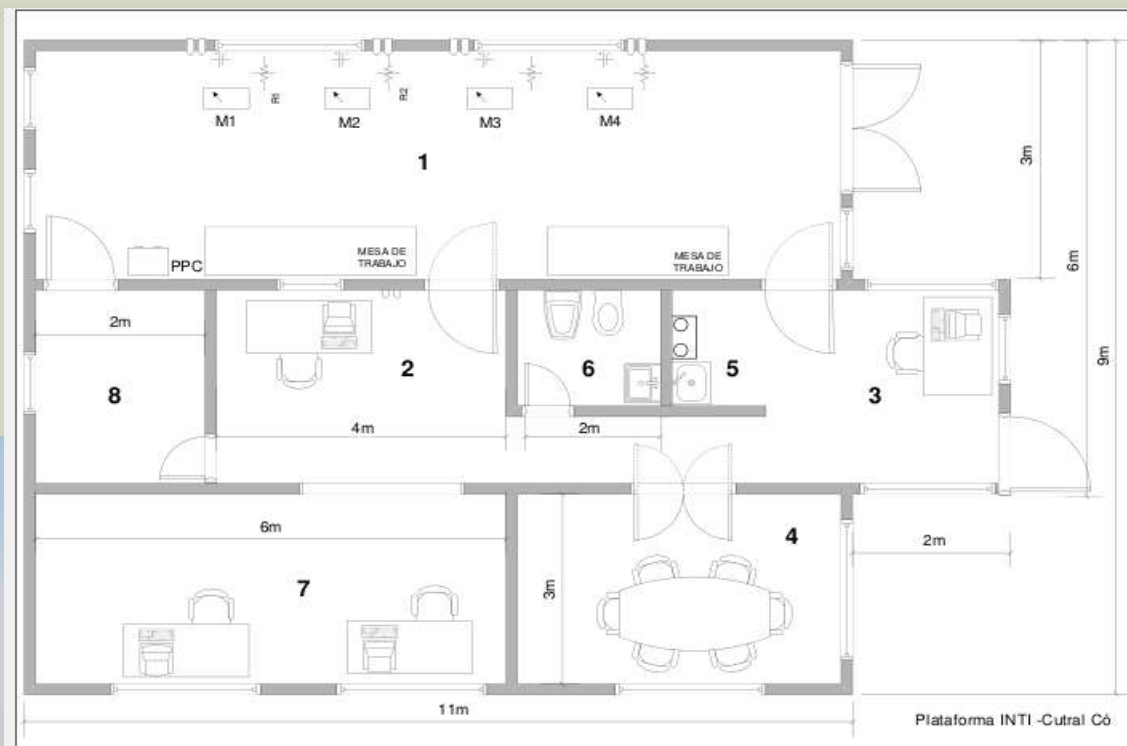 R1
R2
M1
M2
M3
M4
1
3m
6m
9m
PPC
MESA DE
TRABAJO
MESA DE
TRABAJO
2m
8
2
4m
6
2m
5
3
6m
7
3m
4
2m
11m
Plataforma INTI -Cutral Có